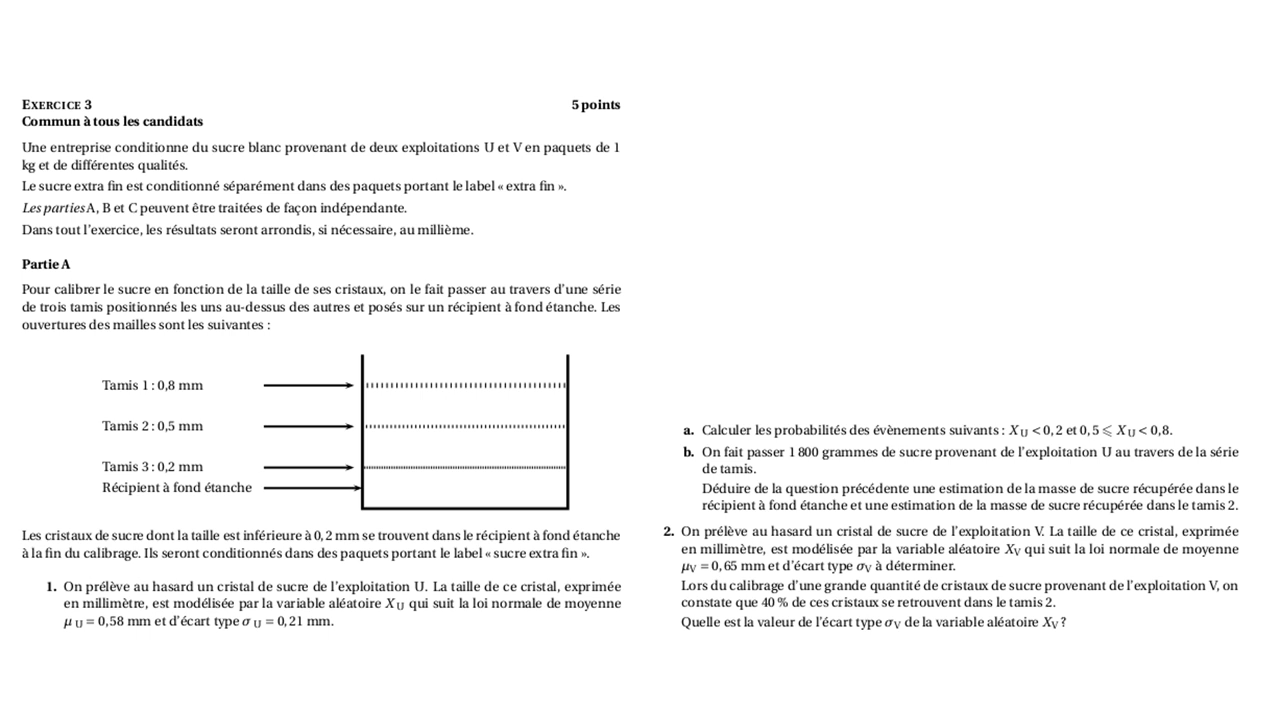 EXERCICE 3 5 points
Commun à tous les candidats
Une entreprise conditionne du sucre blanc provenant de deux exploitations U et V en paquets de 1
kg et de différentes qualités.
Le sucre extra fin est conditionné séparément dans des paquets portant le label « extra fin ».
Les parties A, B et C peuvent être traitées de façon indépendante.
Dans tout l'exercice, les résultats seront arrondis, si nécessaire, au millième.
Partie A
Pour calibrer le sucre en fonction de la taille de ses cristaux, on le fait passer au travers d'une série
de trois tamis positionnés les uns au-dessus des autres et posés sur un récipient à fond étanche. Les
ouvertures des mailles sont les suivantes :
Tamis 1 : 0,8 mm
Tamis 2 : 0,5 mm
Tamis 3 : 0,2 mm
Récipient à fond étanche
Les cristaux de sucre dont la taille est inférieure à 0,2 mm se trouvent dans le récipient à fond étanche
à la fin du calibrage. Ils seront conditionnés dans des paquets portant le label « sucre extra fin ».
1. On prélève au hasard un cristal de sucre de l'exploitation U. La taille de ce cristal, exprimée
en millimètre, est modélisée par la variable aléatoire X_U qui suit la loi normale de moyenne
μ_U = 0,58 mm et d'écart type σ_U = 0,21 mm.
a. Calculer les probabilités des évènements suivants : X_U < 0,2 et 0,5 ⩽ X_U < 0,8.
b. On fait passer 1 800 grammes de sucre provenant de l'exploitation U au travers de la série
de tamis.
Déduire de la question précédente une estimation de la masse de sucre récupérée dans le
récipient à fond étanche et une estimation de la masse de sucre récupérée dans le tamis 2.
2. On prélève au hasard un cristal de sucre de l'exploitation V. La taille de ce cristal, exprimée
en millimètre, est modélisée par la variable aléatoire X_V qui suit la loi normale de moyenne
μ_V = 0,65 mm et d'écart type σ_V à déterminer.
Lors du calibrage d'une grande quantité de cristaux de sucre provenant de l'exploitation V, on
constate que 40 % de ces cristaux se retrouvent dans le tamis 2.
Quelle est la valeur de l'écart type σ_V de la variable aléatoire X_V ?